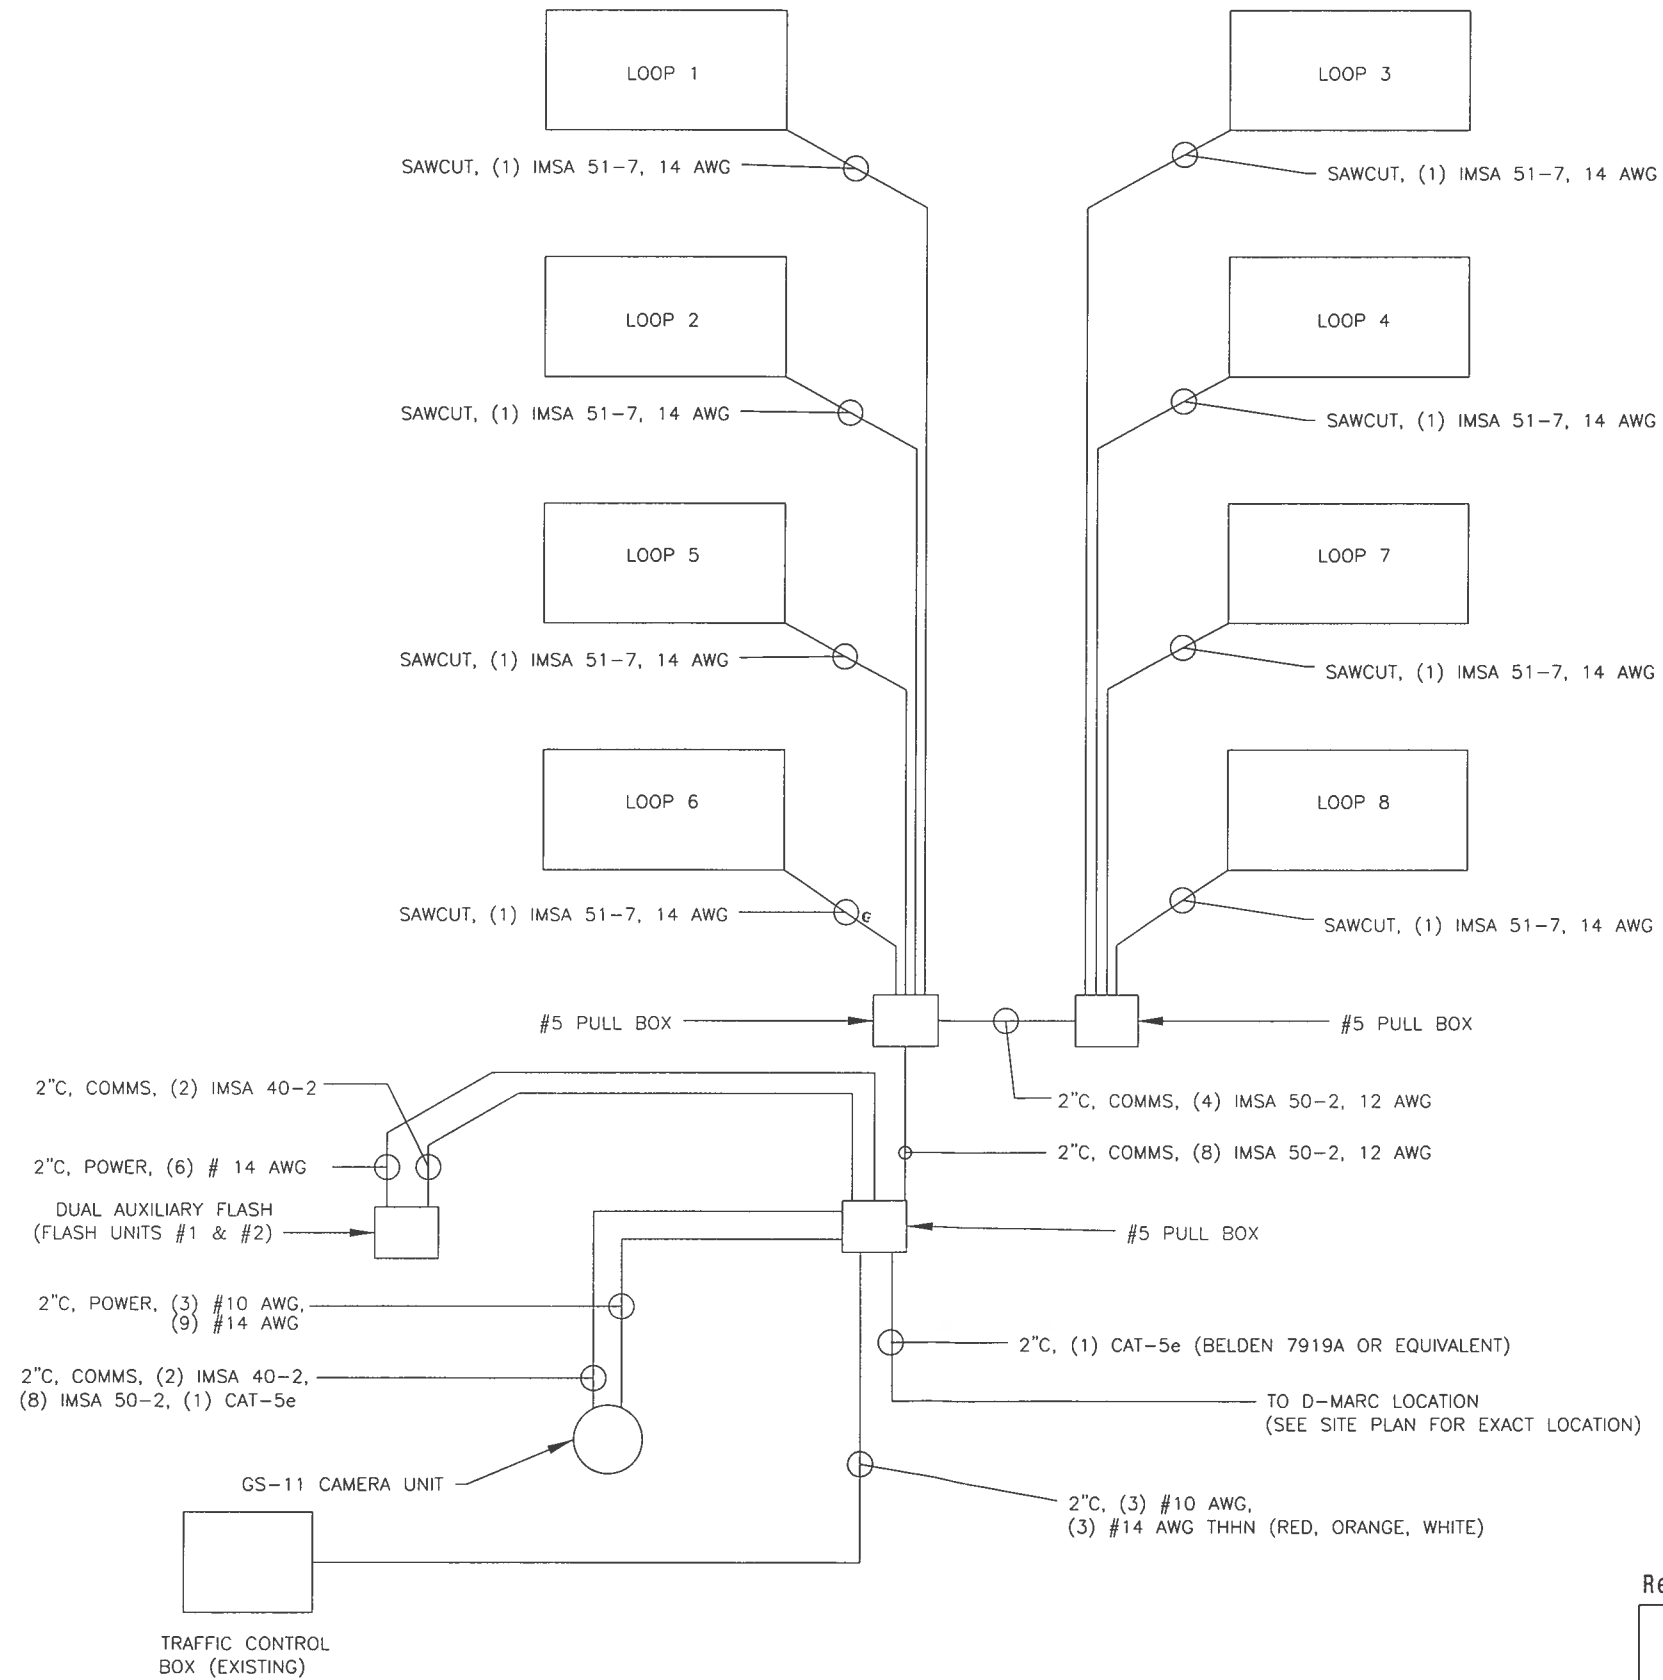 LOOP 1
LOOP 3
SAWCUT, (1) IMSA 51-7, 14 AWG
SAWCUT, (1) IMSA 51-7, 14 AWG
LOOP 2
LOOP 4
SAWCUT, (1) IMSA 51-7, 14 AWG
SAWCUT, (1) IMSA 51-7, 14 AWG
LOOP 5
LOOP 7
SAWCUT, (1) IMSA 51-7, 14 AWG
SAWCUT, (1) IMSA 51-7, 14 AWG
LOOP 6
LOOP 8
SAWCUT, (1) IMSA 51-7, 14 AWG
SAWCUT, (1) IMSA 51-7, 14 AWG
#5 PULL BOX
#5 PULL BOX
2"C, COMMS, (2) IMSA 40-2
2"C, COMMS, (4) IMSA 50-2, 12 AWG
2"C, COMMS, (8) IMSA 50-2, 12 AWG
2"C, POWER, (6) # 14 AWG
DUAL AUXILIARY FLASH
(FLASH UNITS #1 & #2)
#5 PULL BOX
2"C, POWER, (3) #10 AWG,
(9) #14 AWG
2"C, (1) CAT-5e (BELDEN 7919A OR EQUIVALENT)
2"C, COMMS, (2) IMSA 40-2,
(8) IMSA 50-2, (1) CAT-5e
TO D-MARC LOCATION
(SEE SITE PLAN FOR EXACT LOCATION)
GS-11 CAMERA UNIT
2"C, (3) #10 AWG,
(3) #14 AWG THHN (RED, ORANGE, WHITE)
TRAFFIC CONTROL
BOX (EXISTING)